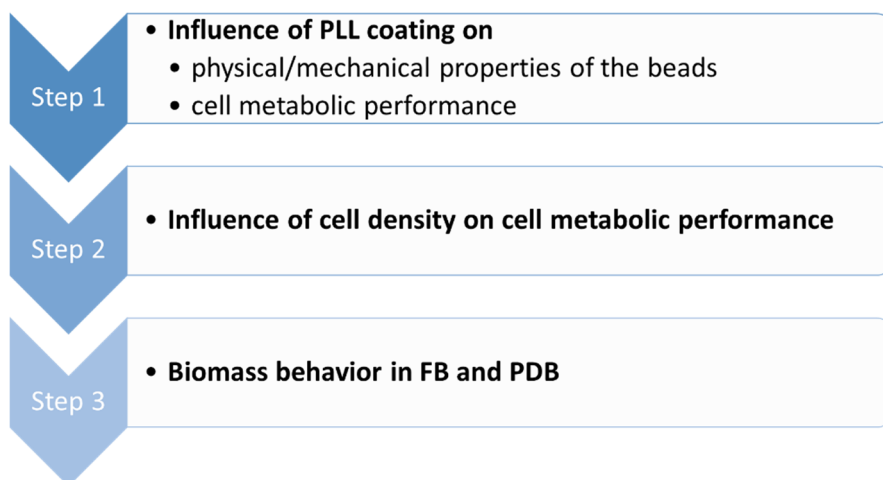 Step 1
• Influence of PLL coating on
• physical/mechanical properties of the beads
• cell metabolic performance
Step 2
• Influence of cell density on cell metabolic performance
Step 3
• Biomass behavior in FB and PDB